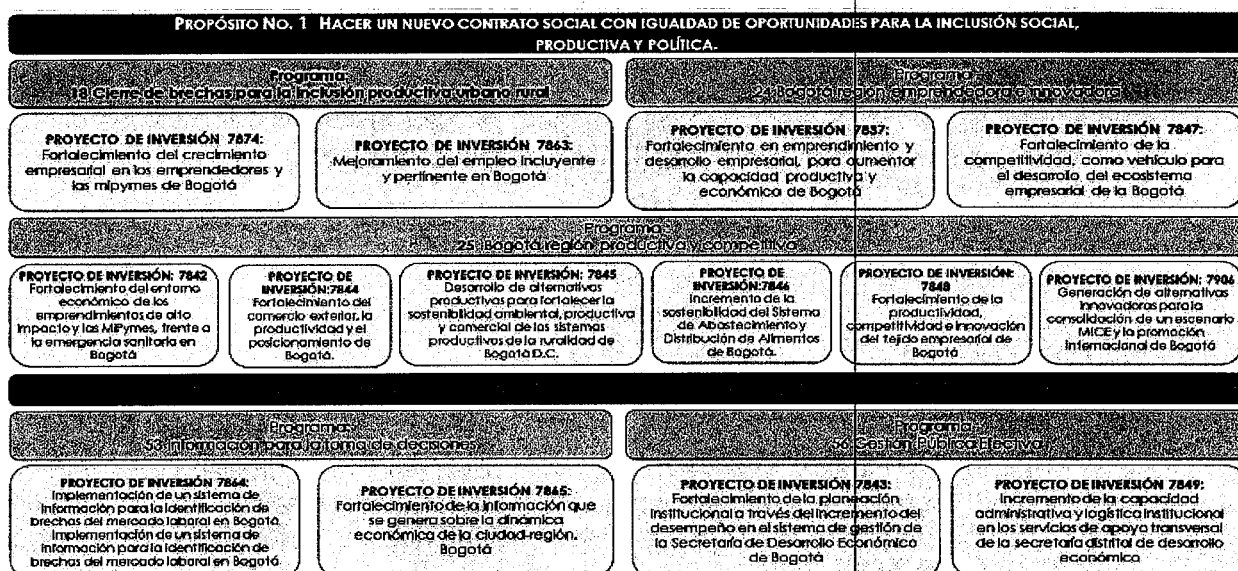 PROPÓSITO NO. 1 HACER UN NUEVO CONTRATO SOCIAL CON IGUALDAD DE OPORTUNIDADES PARA LA INCLUSIÓN SOCIAL,
PRODUCTIVA Y POLÍTICA.
Programa:
18 Cierre de brechas para la inclusión productiva urbano rural
Programa:
24 Bogotá región emprendedora e innovadora
PROYECTO DE INVERSIÓN 7874:
Fortalecimiento del crecimiento
empresarial en los emprendedores y
las mipymes de Bogotá
PROYECTO DE INVERSIÓN 7863:
Mejoramiento del empleo incluyente
y pertinente en Bogotá
PROYECTO DE INVERSIÓN 7837:
Fortalecimiento en emprendimiento y
desarrollo empresarial, para aumentar
la capacidad productiva y
económica de Bogotá
PROYECTO DE INVERSIÓN 7847:
Fortalecimiento de la
competitividad, como vehículo para
el desarrollo del ecosistema
empresarial de la Bogotá
Programa:
25 Bogotá región productiva y competitiva
PROYECTO DE INVERSIÓN: 7842
Fortalecimiento del entorno
económico de los
emprendimientos de alto
impacto y las MiPymes, frente a
la emergencia sanitaria en
Bogotá
PROYECTO DE
INVERSIÓN:7844
Fortalecimiento del
comercio exterior, la
productividad y el
posicionamiento de
Bogotá.
PROYECTO DE INVERSIÓN: 7845
Desarrollo de alternativas
productivas para fortalecer la
sostenibilidad ambiental, productiva
y comercial de los sistemas
productivos de la ruralidad de
Bogotá D.C.
PROYECTO DE
INVERSIÓN:7846
Incremento de la
sostenibilidad del Sistema
de Abastecimiento y
Distribución de Alimentos
de Bogotá.
PROYECTO DE INVERSIÓN:
7848
Fortalecimiento de la
productividad,
competitividad e innovación
del tejido empresarial de
Bogotá
PROYECTO DE INVERSIÓN: 7906
Generación de alternativas
innovadoras para la
consolidación de un escenario
MICE y la promoción
internacional de Bogotá
Programa:
53 Información para la toma de decisiones
Programa:
56 Gestión Pública Efectiva
PROYECTO DE INVERSIÓN 7864:
Implementación de un sistema de
información para la identificación de
brechas del mercado laboral en Bogotá
Implementación de un sistema de
información para la identificación de
brechas del mercado laboral en Bogotá
PROYECTO DE INVERSIÓN 7865:
Fortalecimiento de la información que
se genera sobre la dinámica
económica de la ciudad-región.
Bogotá
PROYECTO DE INVERSIÓN 7843:
Fortalecimiento de la planeación
institucional a través del incremento del
desempeño en el sistema de gestión de
la Secretaría de Desarrollo Económico
de Bogotá
PROYECTO DE INVERSIÓN 7849:
Incremento de la capacidad
administrativa y logística institucional
en los servicios de apoyo transversal
de la secretaría distrital de desarrollo
económico